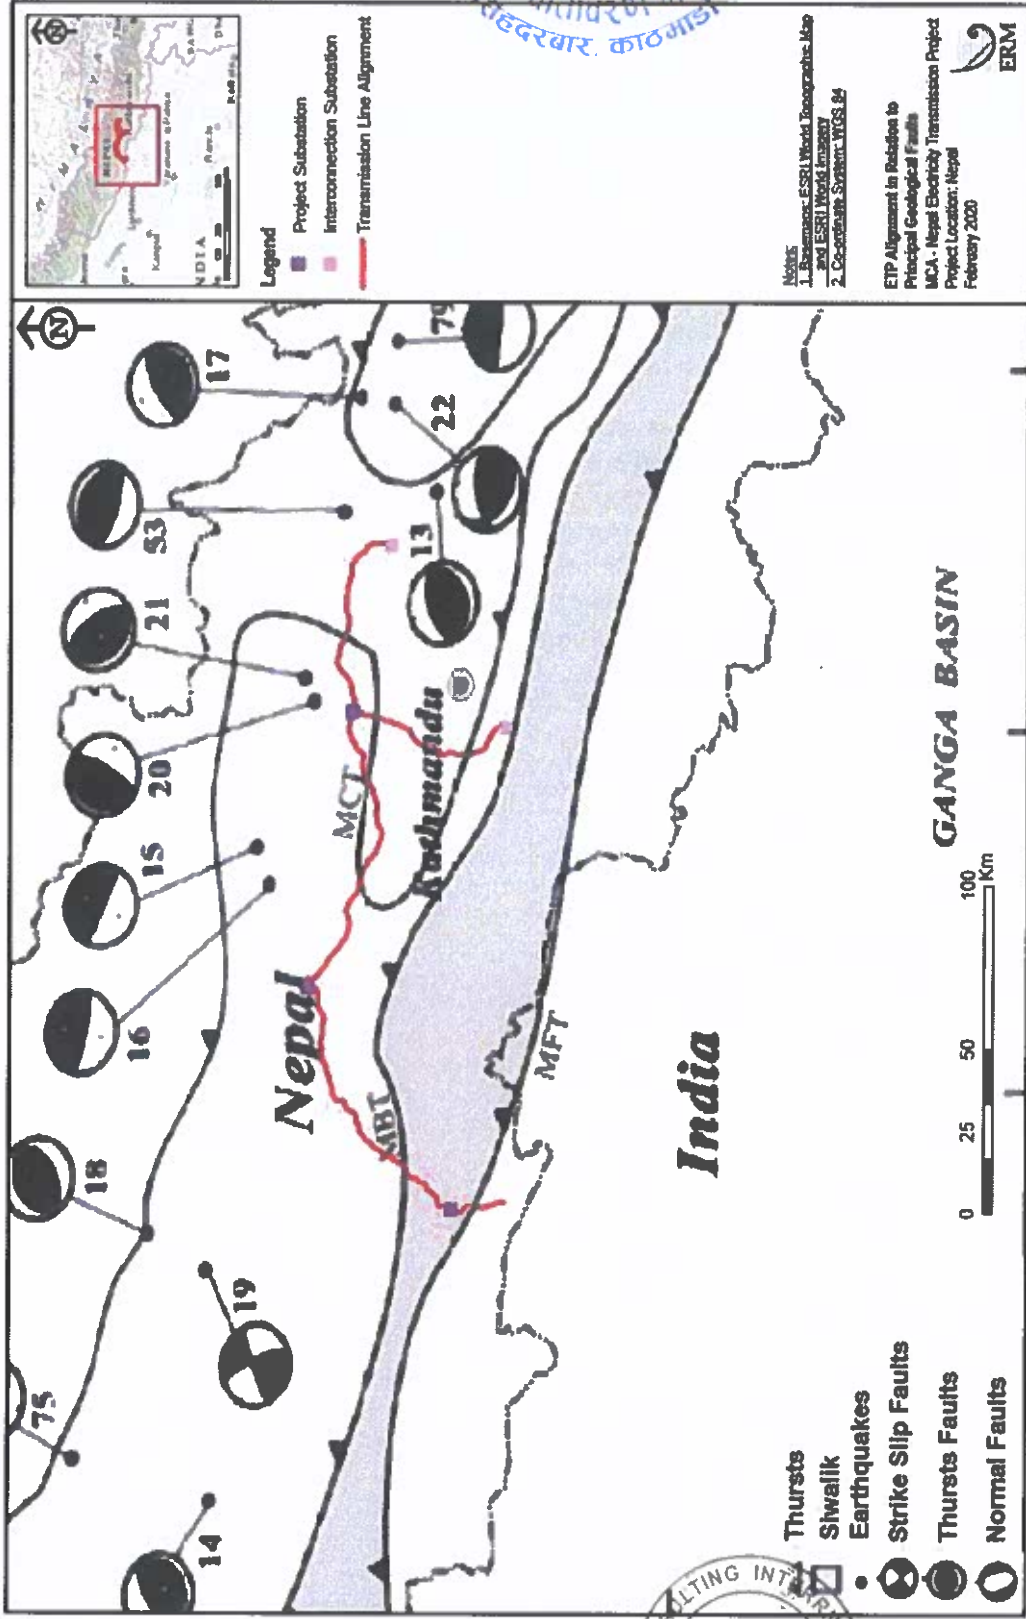 N
17
53
21
20
15
16
18
75
14
19
22
79
13
Nepal
MCT
Kathmandu
MBT
MFT
India
GANGA BASIN
0 25 50 100 Km
Thursts
Siwalik
Earthquakes
Strike Slip Faults
Thursts Faults
Normal Faults
N
Legend
Project Substation
Interconnection Substation
Transmission Line Alignment
Notes
1. Basemaps: ESRI World Topographic Map
and ESRI World Imagery
2. Co-ordinate System: WGS 84
ETP Alignment in Relation to
Principal Geological Faults
MCA - Nepal Electricity Transmission Project
Project Location: Nepal
February 2020
ERM
सिंहदरबार, काठमाडौं